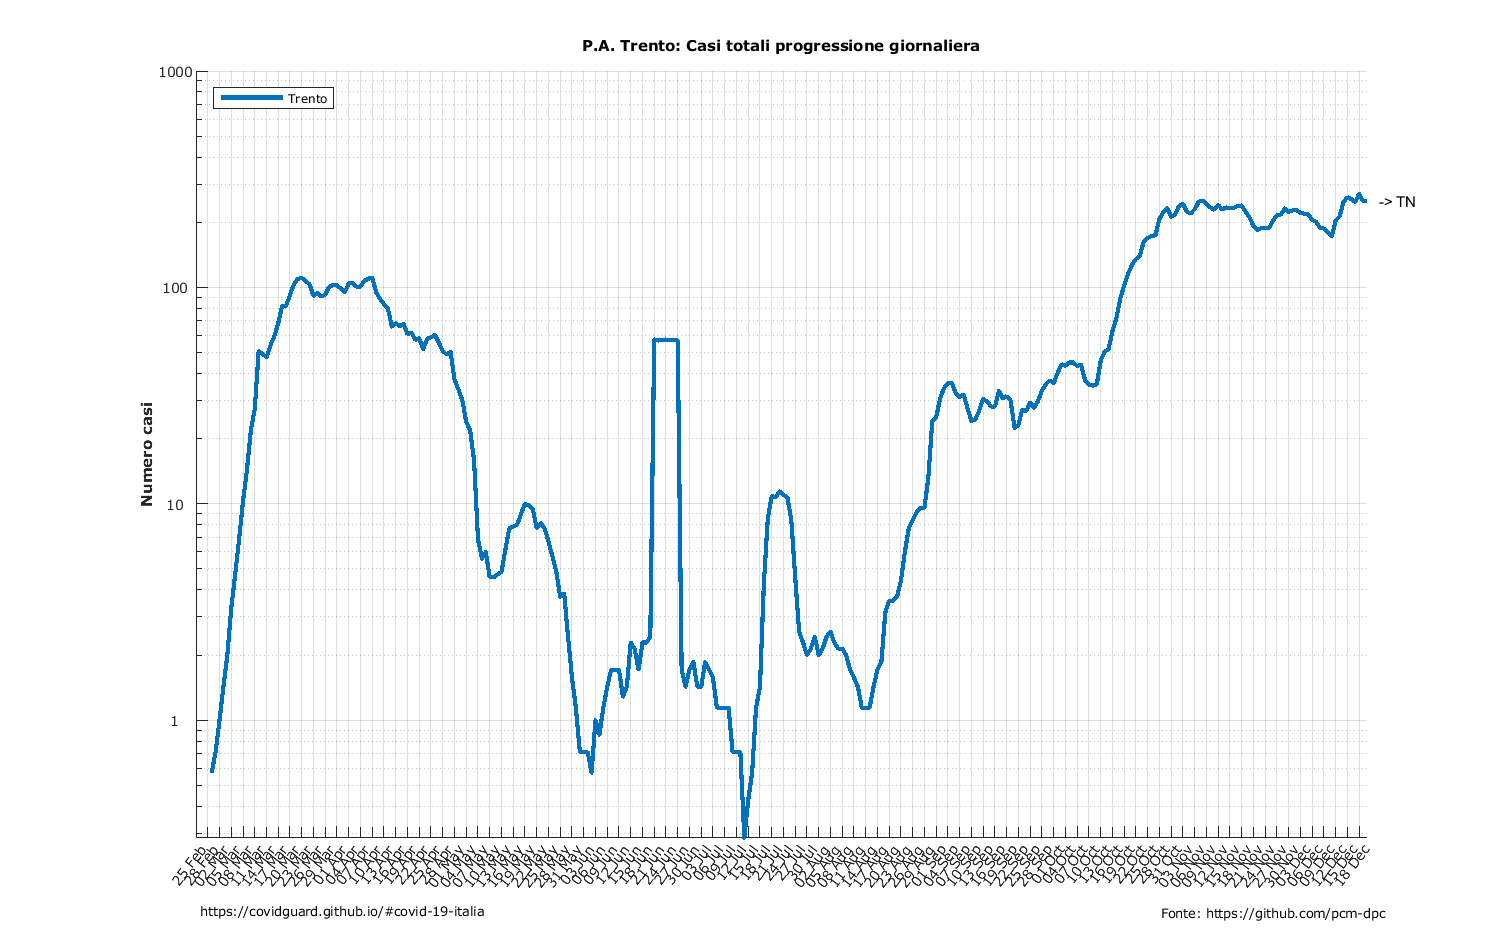 P.A. Trento: Casi totali progressione giornaliera
1000
100
10
1
Numero casi
Trento
-> TN
25 Feb
28 Feb
02 Mar
05 Mar
08 Mar
11 Mar
14 Mar
17 Mar
20 Mar
23 Mar
26 Mar
29 Mar
01 Apr
04 Apr
07 Apr
10 Apr
13 Apr
16 Apr
19 Apr
22 Apr
25 Apr
28 Apr
01 May
04 May
07 May
10 May
13 May
16 May
19 May
22 May
25 May
28 May
31 May
03 Jun
06 Jun
09 Jun
12 Jun
15 Jun
18 Jun
21 Jun
24 Jun
27 Jun
30 Jun
03 Jul
06 Jul
09 Jul
12 Jul
15 Jul
18 Jul
21 Jul
24 Jul
27 Jul
30 Jul
02 Aug
05 Aug
08 Aug
11 Aug
14 Aug
17 Aug
20 Aug
23 Aug
26 Aug
29 Aug
01 Sep
04 Sep
07 Sep
10 Sep
13 Sep
16 Sep
19 Sep
22 Sep
25 Sep
28 Sep
01 Oct
04 Oct
07 Oct
10 Oct
13 Oct
16 Oct
19 Oct
22 Oct
25 Oct
28 Oct
31 Oct
03 Nov
06 Nov
09 Nov
12 Nov
15 Nov
18 Nov
21 Nov
24 Nov
27 Nov
30 Nov
03 Dec
06 Dec
09 Dec
12 Dec
15 Dec
18 Dec
https://covidguard.github.io/#covid-19-italia
Fonte: https://github.com/pcm-dpc